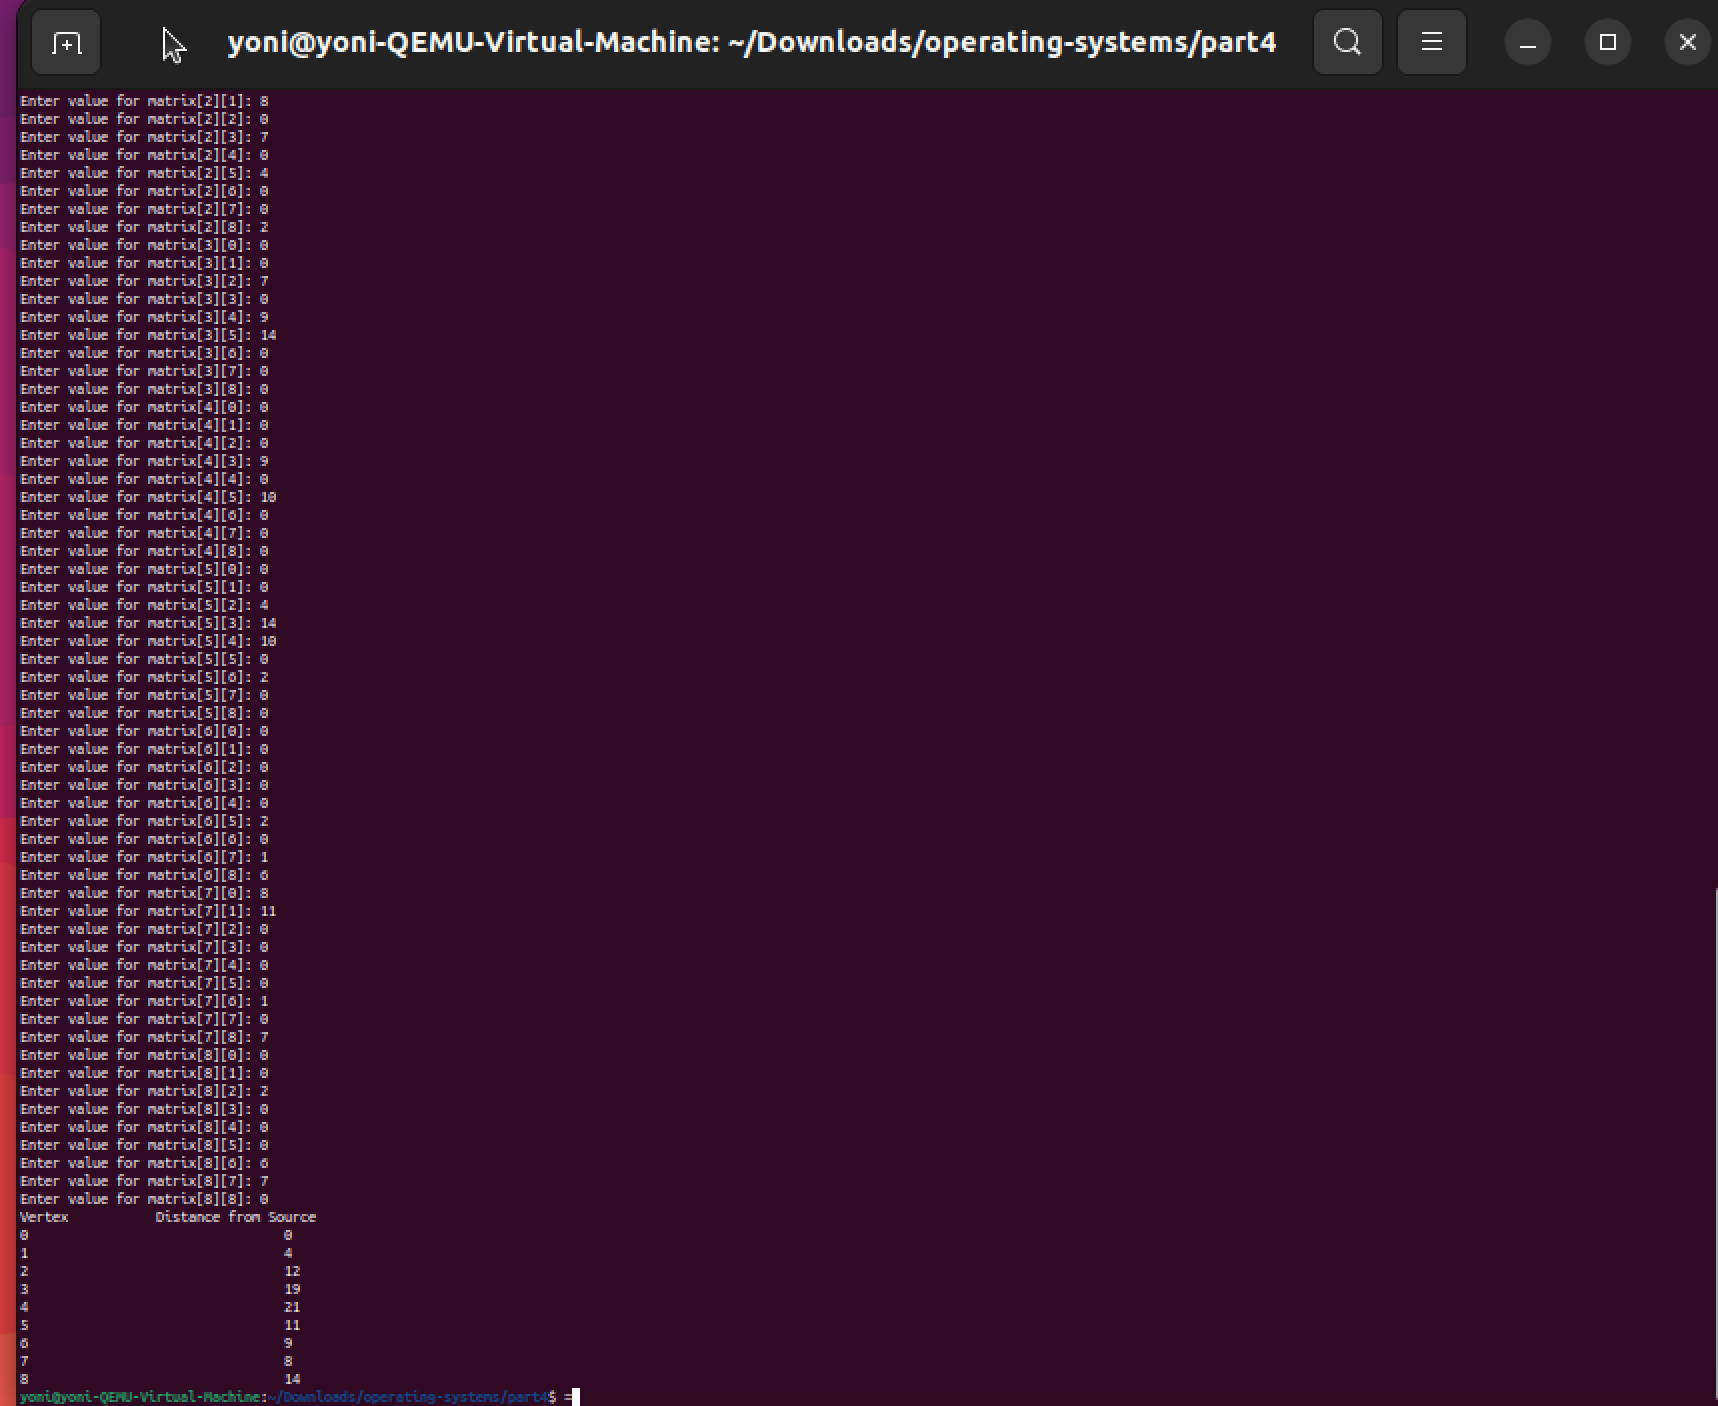 yoni@yoni-QEMU-Virtual-Machine: ~/Downloads/operating-systems/part4
Enter value for matrix[2][1]: 8
Enter value for matrix[2][2]: 0
Enter value for matrix[2][3]: 7
Enter value for matrix[2][4]: 0
Enter value for matrix[2][5]: 4
Enter value for matrix[2][6]: 0
Enter value for matrix[2][7]: 0
Enter value for matrix[2][8]: 2
Enter value for matrix[3][0]: 0
Enter value for matrix[3][1]: 0
Enter value for matrix[3][2]: 7
Enter value for matrix[3][3]: 0
Enter value for matrix[3][4]: 9
Enter value for matrix[3][5]: 14
Enter value for matrix[3][6]: 0
Enter value for matrix[3][7]: 0
Enter value for matrix[3][8]: 0
Enter value for matrix[4][0]: 0
Enter value for matrix[4][1]: 0
Enter value for matrix[4][2]: 0
Enter value for matrix[4][3]: 9
Enter value for matrix[4][4]: 0
Enter value for matrix[4][5]: 10
Enter value for matrix[4][6]: 0
Enter value for matrix[4][7]: 0
Enter value for matrix[4][8]: 0
Enter value for matrix[5][0]: 0
Enter value for matrix[5][1]: 0
Enter value for matrix[5][2]: 4
Enter value for matrix[5][3]: 14
Enter value for matrix[5][4]: 10
Enter value for matrix[5][5]: 0
Enter value for matrix[5][6]: 2
Enter value for matrix[5][7]: 0
Enter value for matrix[5][8]: 0
Enter value for matrix[6][0]: 0
Enter value for matrix[6][1]: 0
Enter value for matrix[6][2]: 0
Enter value for matrix[6][3]: 0
Enter value for matrix[6][4]: 0
Enter value for matrix[6][5]: 2
Enter value for matrix[6][6]: 0
Enter value for matrix[6][7]: 1
Enter value for matrix[6][8]: 6
Enter value for matrix[7][0]: 8
Enter value for matrix[7][1]: 11
Enter value for matrix[7][2]: 0
Enter value for matrix[7][3]: 0
Enter value for matrix[7][4]: 0
Enter value for matrix[7][5]: 0
Enter value for matrix[7][6]: 1
Enter value for matrix[7][7]: 0
Enter value for matrix[7][8]: 7
Enter value for matrix[8][0]: 0
Enter value for matrix[8][1]: 0
Enter value for matrix[8][2]: 2
Enter value for matrix[8][3]: 0
Enter value for matrix[8][4]: 0
Enter value for matrix[8][5]: 0
Enter value for matrix[8][6]: 6
Enter value for matrix[8][7]: 7
Enter value for matrix[8][8]: 0
Vertex Distance from Source
0 0
1 4
2 12
3 19
4 21
5 11
6 9
7 8
8 14
yoni@yoni-QEMU-Virtual-Machine:~/Downloads/operating-systems/part4$ =